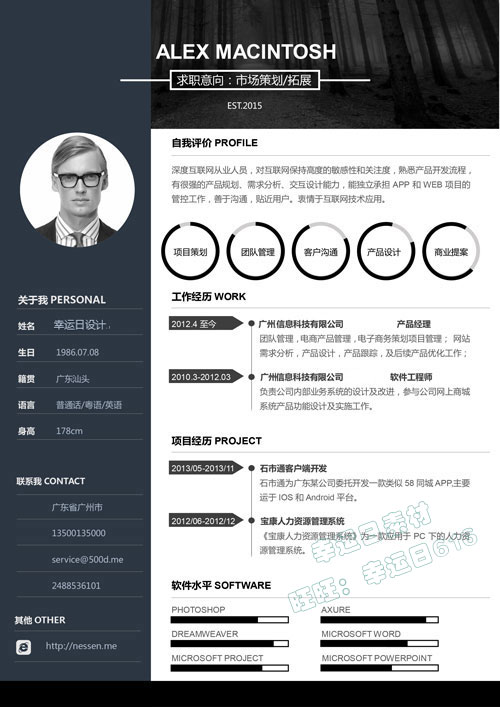 ALEX MACINTOSH
求职意向：市场策划/拓展
EST.2015
自我评价 PROFILE
深度互联网从业人员，对互联网保持高度的敏感性和关注度，熟悉产品开发流程，
有很强的产品规划、需求分析、交互设计能力，能独立承担 APP 和 WEB 项目的
管控工作，善于沟通，贴近用户。衷情于互联网技术应用。
项目策划
团队管理
客户沟通
产品设计
商业提案
关于我 PERSONAL
姓名 幸运日设计.
生日 1986.07.08
籍贯 广东汕头
语言 普通话/粤语/英语
身高 178cm
联系我 CONTACT
广东省广州市
13500135000
service@500d.me
2488536101
其他 OTHER
http://nessen.me
工作经历 WORK
2012.4 至今 广州信息科技有限公司 产品经理
团队管理，电商产品管理，电子商务策划项目管理； 网站
需求分析，产品设计，产品跟踪，及后续产品优化工作；
2010.3-2012.03 广州信息科技有限公司 软件工程师
负责公司内部业务系统的设计及改进，参与公司网上商城
系统产品功能设计及实施工作。
项目经历 PROJECT
2013/05-2013/11 石市通客户端开发
石市通为广东某公司委托开发一款类似 58 同城 APP,主要
运于 IOS 和 Android 平台。
2012/06-2012/12 宝康人力资源管理系统
《宝康人力资源管理系统》为一款应用于 PC 下的人力资
源管理系统。
幸运日素材
旺旺：幸运日616
软件水平 SOFTWARE
PHOTOSHOP
AXURE
DREAMWEAVER
MICROSOFT WORD
MICROSOFT PROJECT
MICROSOFT POWERPOINT